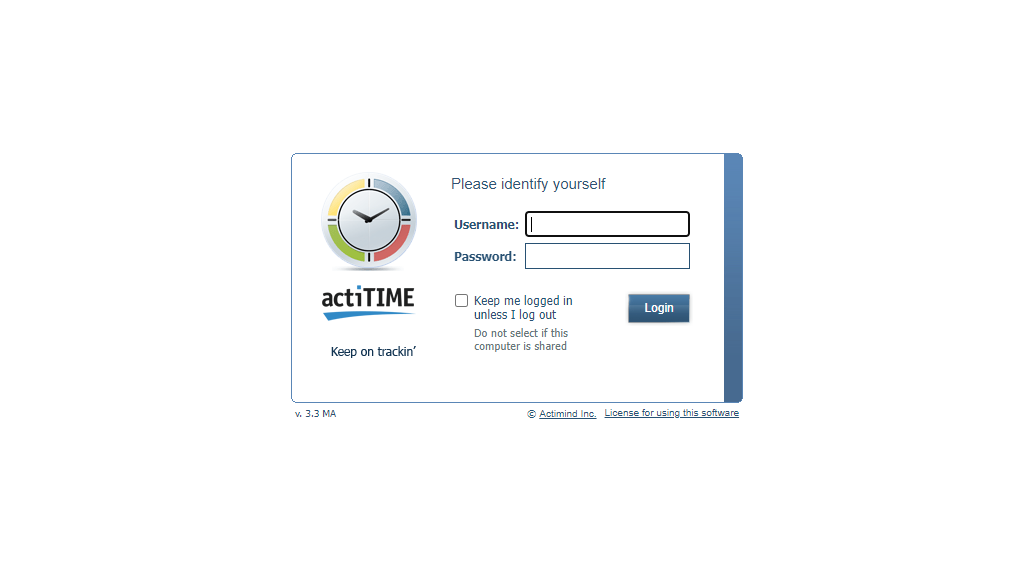 Please identify yourself
Username:
Password:
actiTIME
Keep me logged in
unless I log out
Login
Do not select if this
computer is shared
Keep on trackin'
v. 3.3 MA
© Actimind Inc. License for using this software